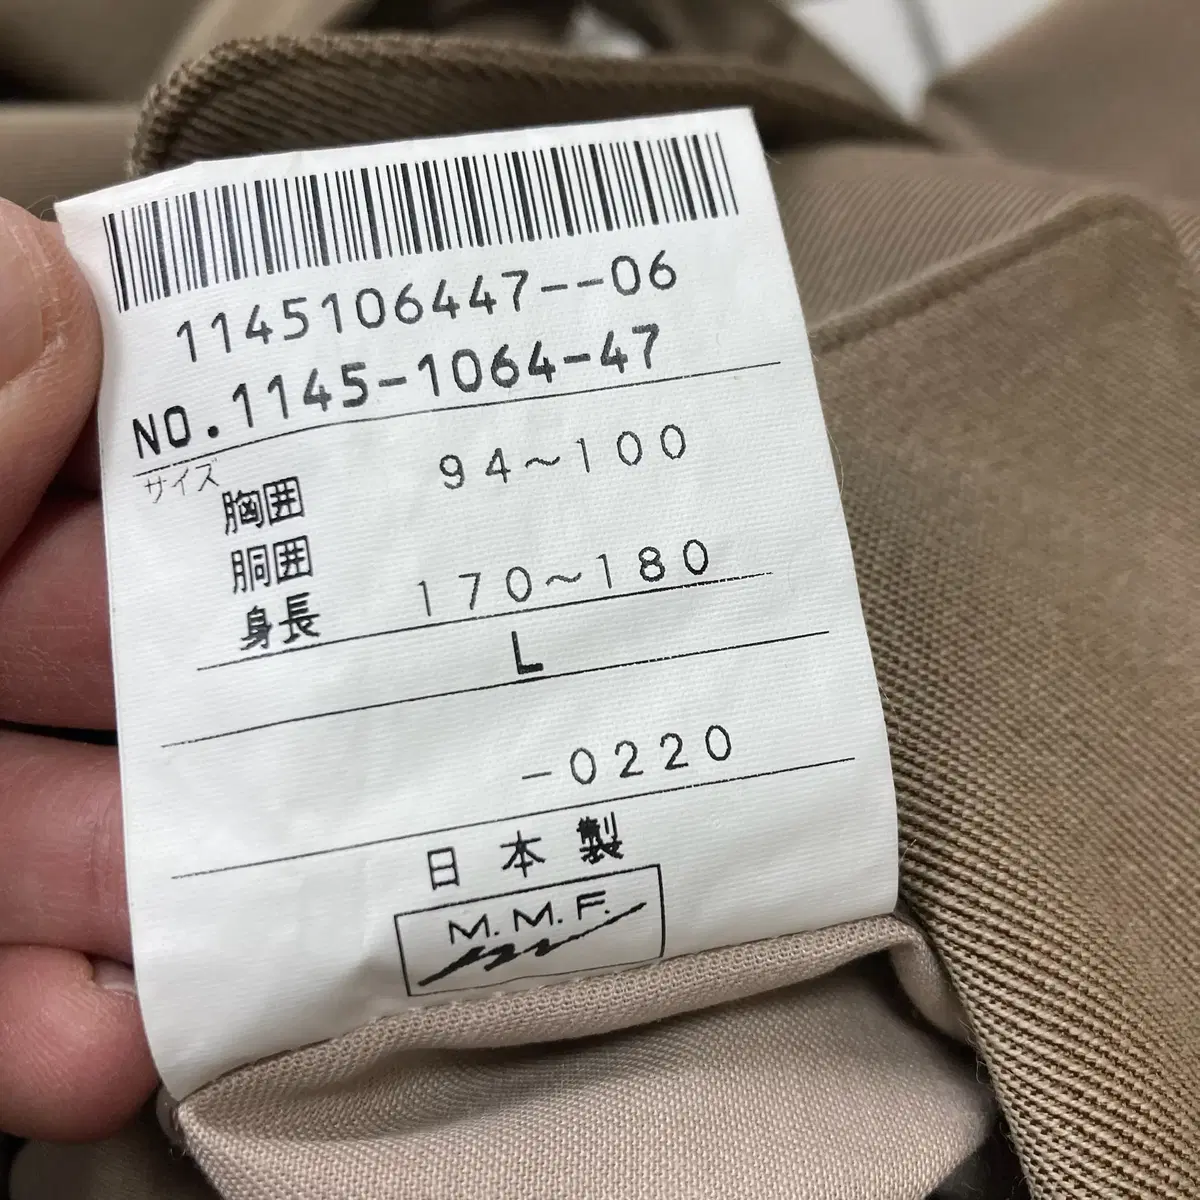 1145106447--06
NO.1145-1064-47
サイズ
胸囲 94~100
胴囲
身長 170~180
L
-0220
日本製
M.M.F.